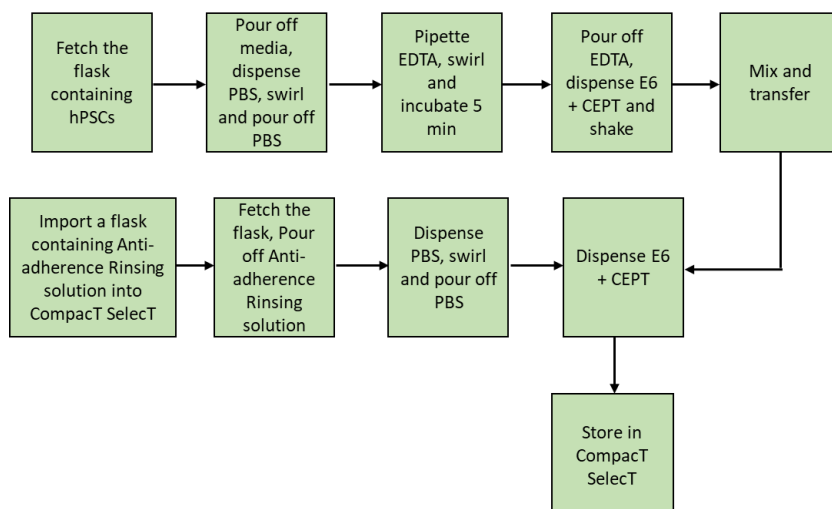 Fetch the
flask
containing
hPSCs
Pour off
media,
dispense
PBS, swirl
and pour off
PBS
Pipette
EDTA, swirl
and
incubate 5
min
Pour off
EDTA,
dispense E6
+ CEPT and
shake
Mix and
transfer
Import a flask
containing Anti-
adherence Rinsing
solution into
CompacT SelecT
Fetch the
flask, Pour
off Anti-
adherence
Rinsing
solution
Dispense
PBS, swirl
and pour off
PBS
Dispense E6
+ CEPT
Store in
CompacT
SelecT